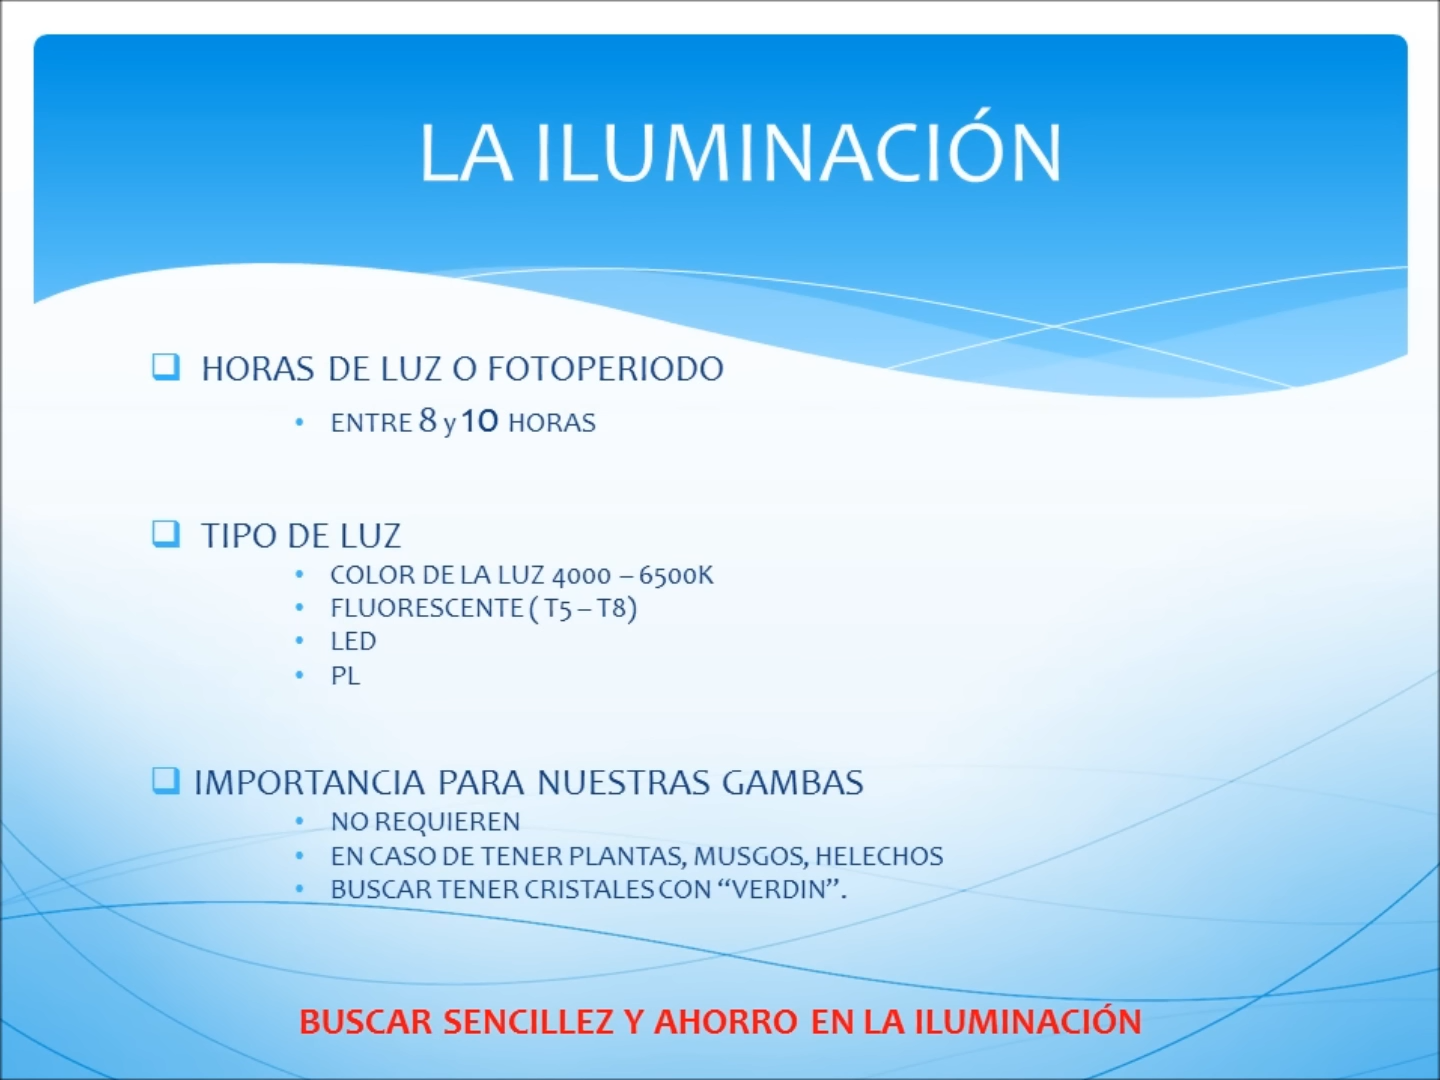 LA ILUMINACIÓN
HORAS DE LUZ O FOTOPERIODO
• ENTRE 8 y 10 HORAS
TIPO DE LUZ
• COLOR DE LA LUZ 4000 – 6500K
• FLUORESCENTE ( T5 – T8)
• LED
• PL
IMPORTANCIA PARA NUESTRAS GAMBAS
• NO REQUIEREN
• EN CASO DE TENER PLANTAS, MUSGOS, HELECHOS
• BUSCAR TENER CRISTALES CON “VERDIN”.
BUSCAR SENCILLEZ Y AHORRO EN LA ILUMINACIÓN